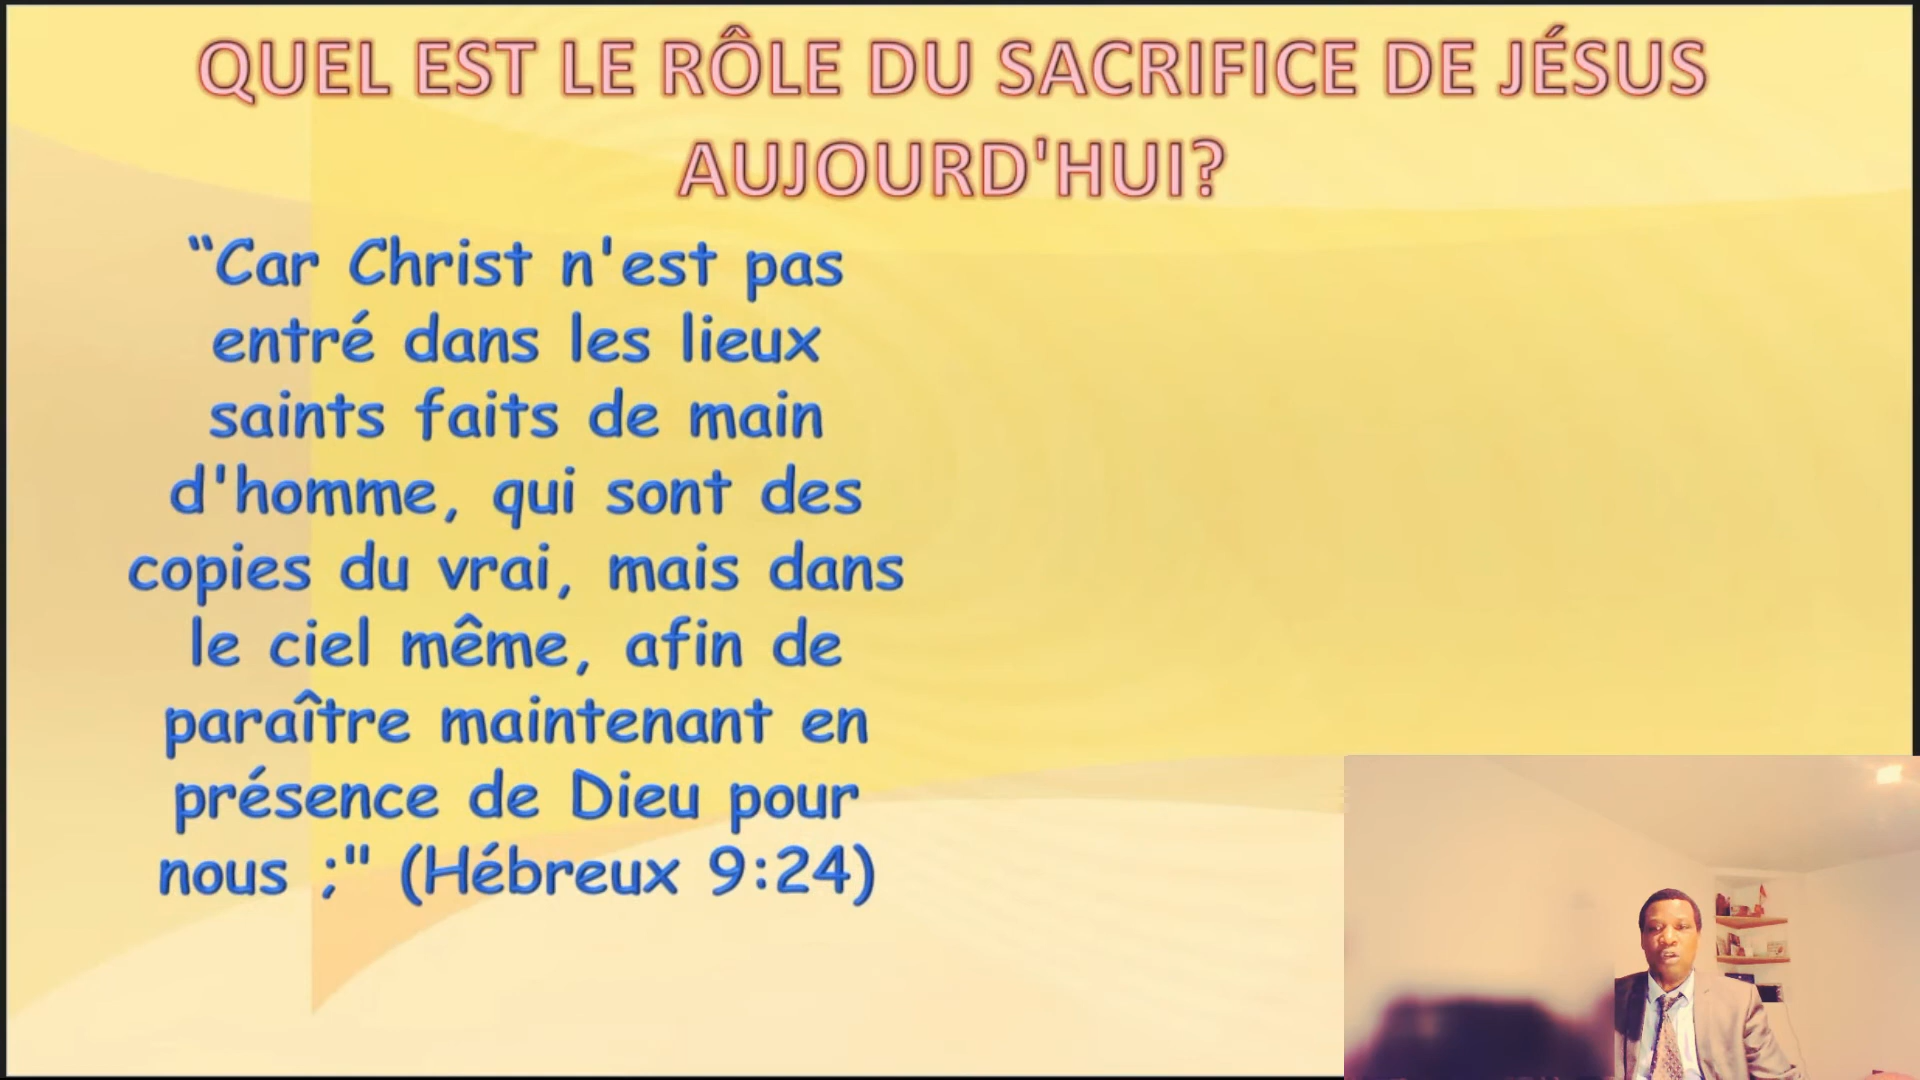 QUEL EST LE RÔLE DU SACRIFICE DE JÉSUS
AUJOURD'HUI?
“Car Christ n'est pas
entré dans les lieux
saints faits de main
d'homme, qui sont des
copies du vrai, mais dans
le ciel même, afin de
paraître maintenant en
présence de Dieu pour
nous ;" (Hébreux 9:24)